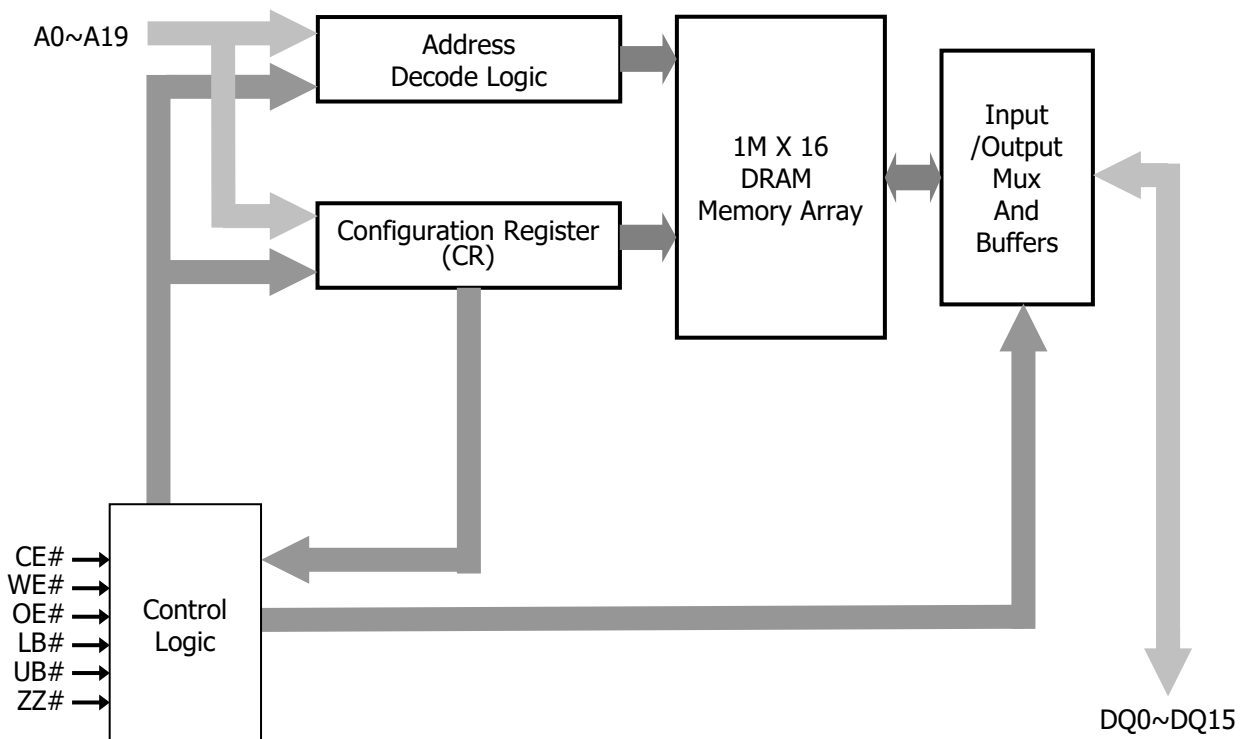 A0~A19
Address
Decode Logic
1M X 16
DRAM
Memory Array
Input
/Output
Mux
And
Buffers
Configuration Register
(CR)
CE#
WE#
OE#
LB#
UB#
ZZ#
Control
Logic
DQ0~DQ15